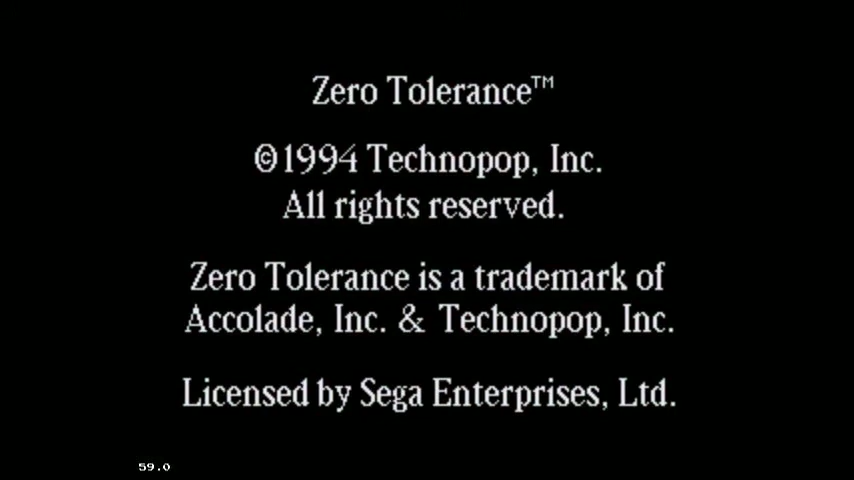 Zero Tolerance™
©1994 Technopop, Inc.
All rights reserved.
Zero Tolerance is a trademark of
Accolade, Inc. & Technopop, Inc.
Licensed by Sega Enterprises, Ltd.
59.0